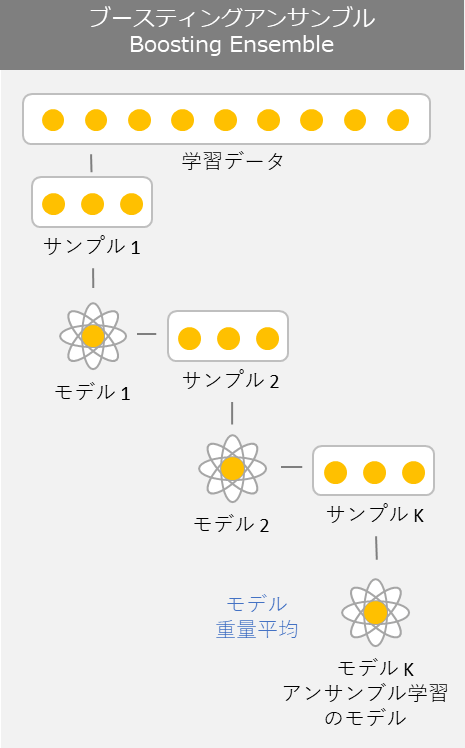 ブースティングアンサンブル
Boosting Ensemble
学習データ
サンプル 1
モデル 1
サンプル 2
モデル 2
サンプル K
モデル
重量平均
モデル K
アンサンブル学習
のモデル